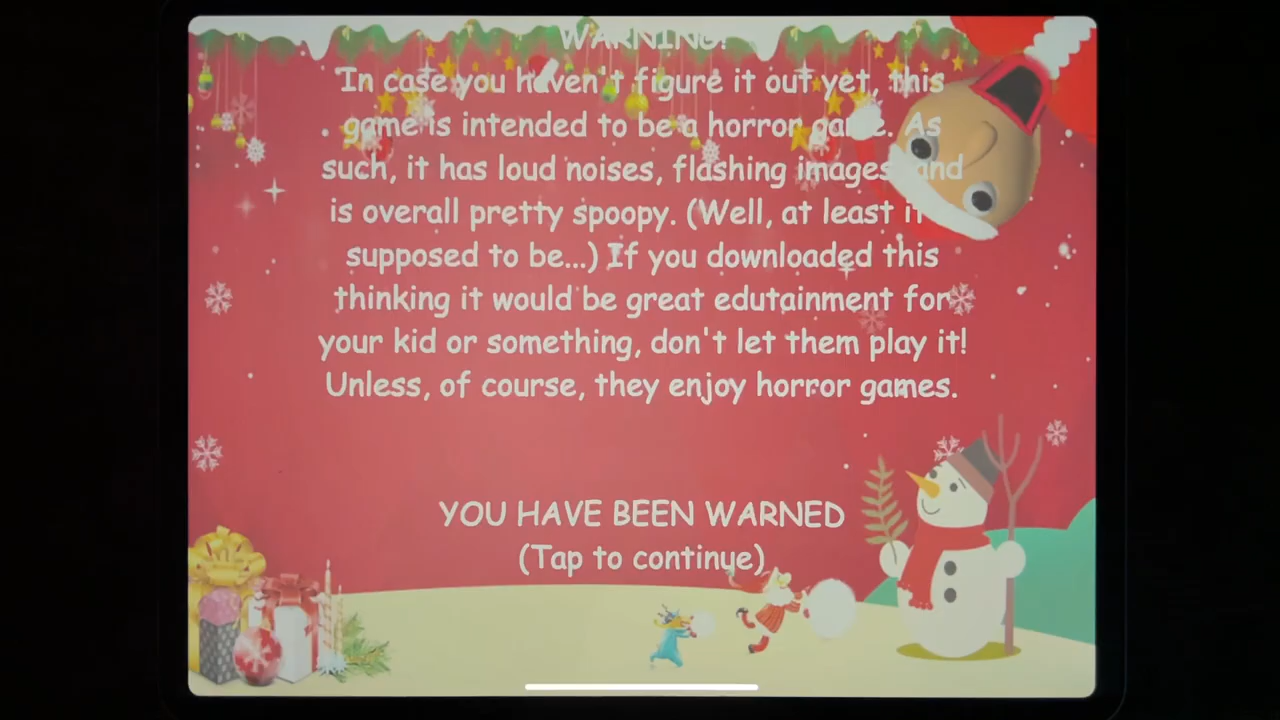 WARNING!
In case you haven't figure it out yet, this
game is intended to be a horror game. As
such, it has loud noises, flashing images and
is overall pretty spoopy. (Well, at least it
supposed to be...) If you downloaded this
thinking it would be great edutainment for
your kid or something, don't let them play it!
Unless, of course, they enjoy horror games.
YOU HAVE BEEN WARNED
(Tap to continue)